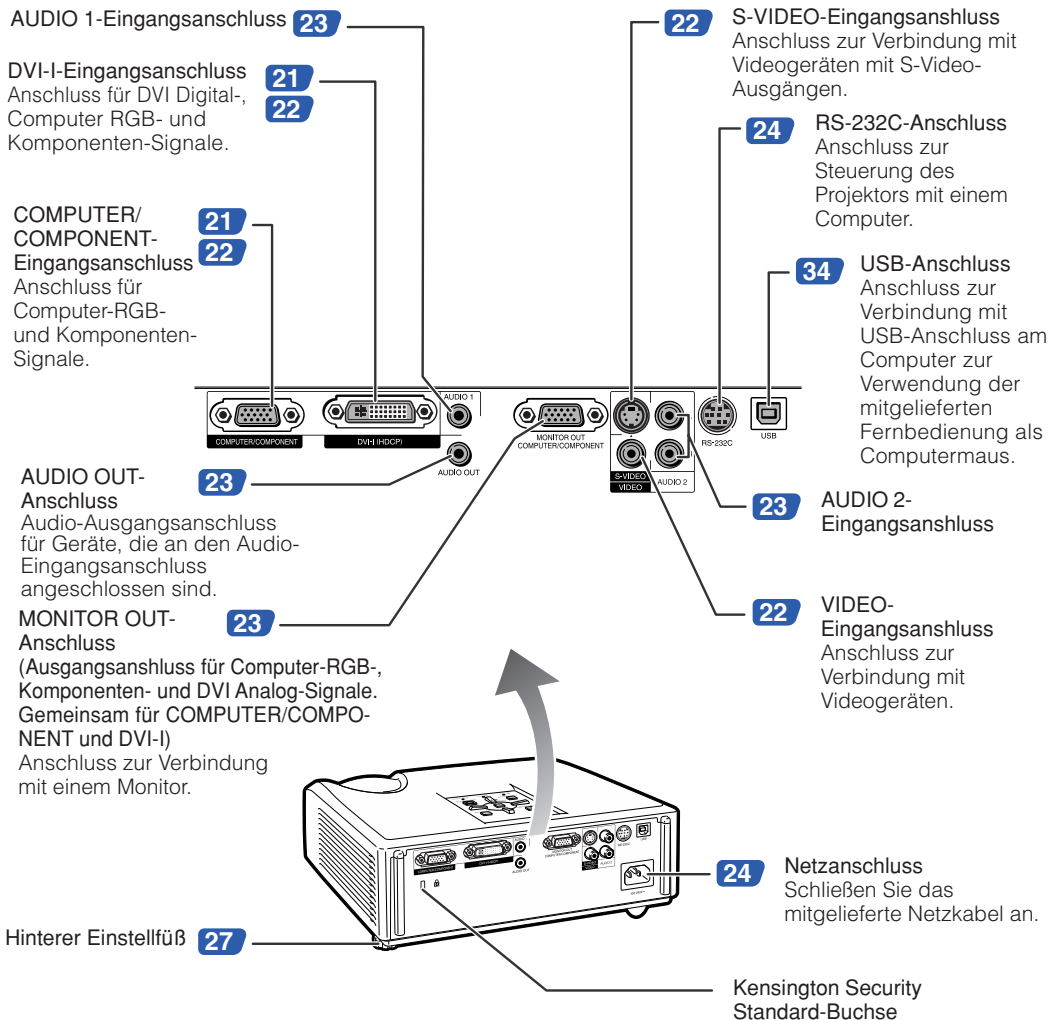 AUDIO 1-Eingangsanschluss 23
DVI-I-Eingangsanschluss 21
22
Anschluss für DVI Digital-,
Computer RGB- und
Komponenten-Signale.
COMPUTER/ 21
COMPONENT- 22
Eingangsanschluss
Anschluss für
Computer-RGB-
und Komponenten-
Signale.
22 S-VIDEO-Eingangsanshluss
Anschluss zur Verbindung mit
Videogeräten mit S-Video-
Ausgängen.
24 RS-232C-Anschluss
Anschluss zur
Steuerung des
Projektors mit einem
Computer.
34 USB-Anschluss
Anschluss zur
Verbindung mit
USB-Anschluss am
Computer zur
Verwendung der
mitgelieferten
Fernbedienung als
Computermaus.
AUDIO 1
COMPUTER/COMPONENT
DVI-I (HDCP)
AUDIO OUT
MONITOR OUT
COMPUTER/COMPONENT
S-VIDEO
VIDEO
AUDIO 2
RS-232C
USB
AUDIO OUT- 23
Anschluss
Audio-Ausgangsanschluss
für Geräte, die an den Audio-
Eingangsanschluss
angeschlossen sind.
MONITOR OUT- 23
Anschluss
(Ausgangsanshluss für Computer-RGB-,
Komponenten- und DVI Analog-Signale.
Gemeinsam für COMPUTER/COMPO-
NENT und DVI-I)
Anschluss zur Verbindung
mit einem Monitor.
23 AUDIO 2-
Eingangsanshluss
22 VIDEO-
Eingangsanshluss
Anschluss zur
Verbindung mit
Videogeräten.
AUDIO OUT
24 Netzanschluss
Schließen Sie das
mitgelieferte Netzkabel an.
Hinterer Einstellfüß 27
Kensington Security
Standard-Buchse